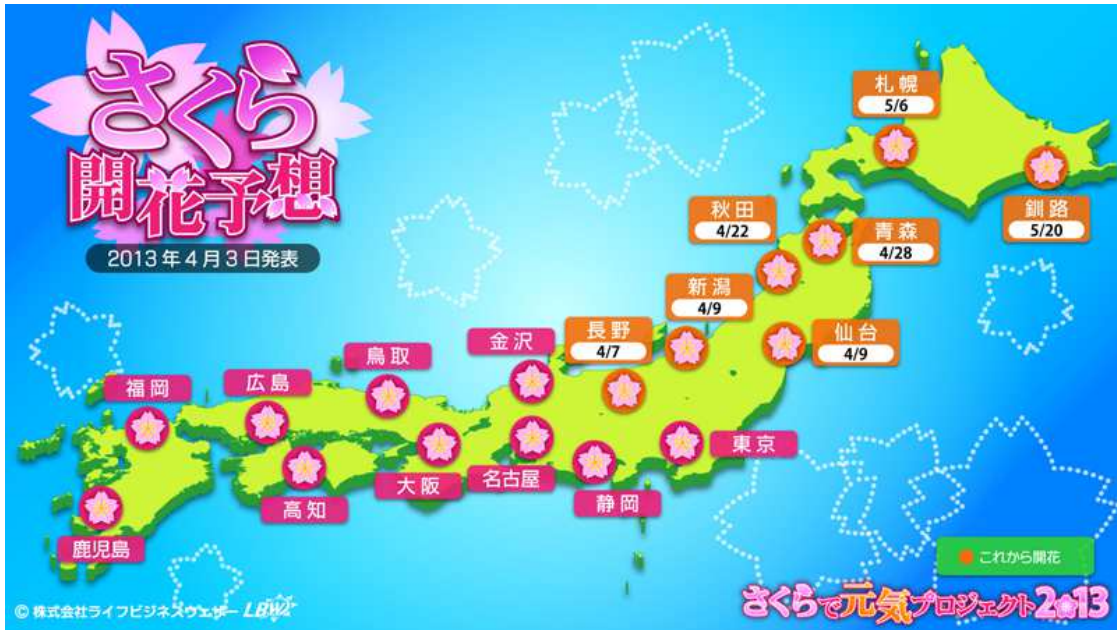 さくら
開花予想
2013年4月3日発表
札幌
5/6
釧路
5/20
秋田
4/22
青森
4/28
新潟
4/9
仙台
4/9
長野
4/7
金沢
鳥取
広島
福岡
東京
名古屋
静岡
大阪
高知
鹿児島
これから開花
© 株式会社ライフビジネスウェザー LBW
さくらで元気プロジェクト2013